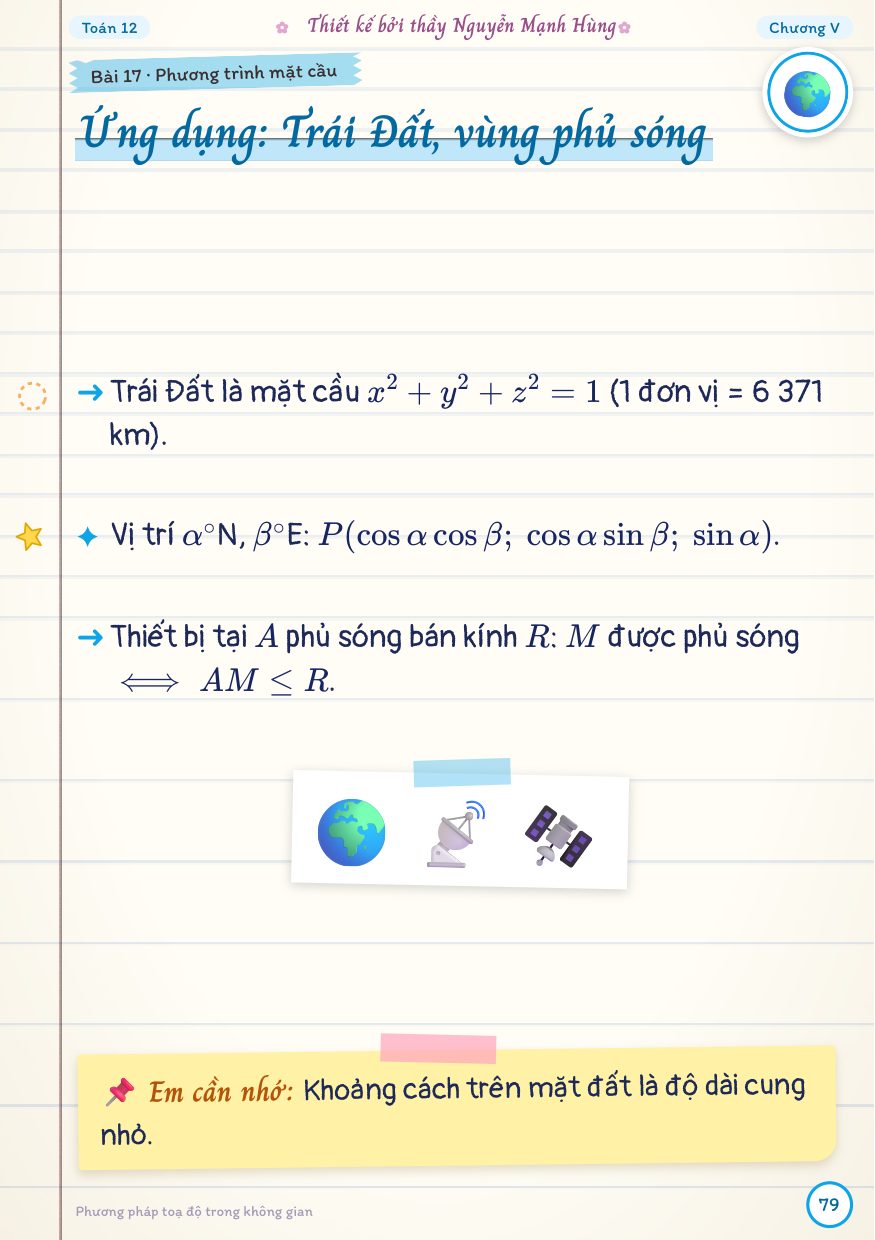 Toán 12
Thiết kế bởi thầy Nguyễn Mạnh Hùng
Chương V
Bài 17 · Phương trình mặt cầu
Ứng dụng: Trái Đất, vùng phủ sóng
→ Trái Đất là mặt cầu x² + y² + z² = 1 (1 đơn vị = 6 371
km).
✦ Vị trí α°N, β°E: P(cos α cos β; cos α sin β; sin α).
→ Thiết bị tại A phủ sóng bán kính R: M được phủ sóng
⟺ AM ≤ R.
Em cần nhớ: Khoảng cách trên mặt đất là độ dài cung
nhỏ.
Phương pháp toạ độ trong không gian
79